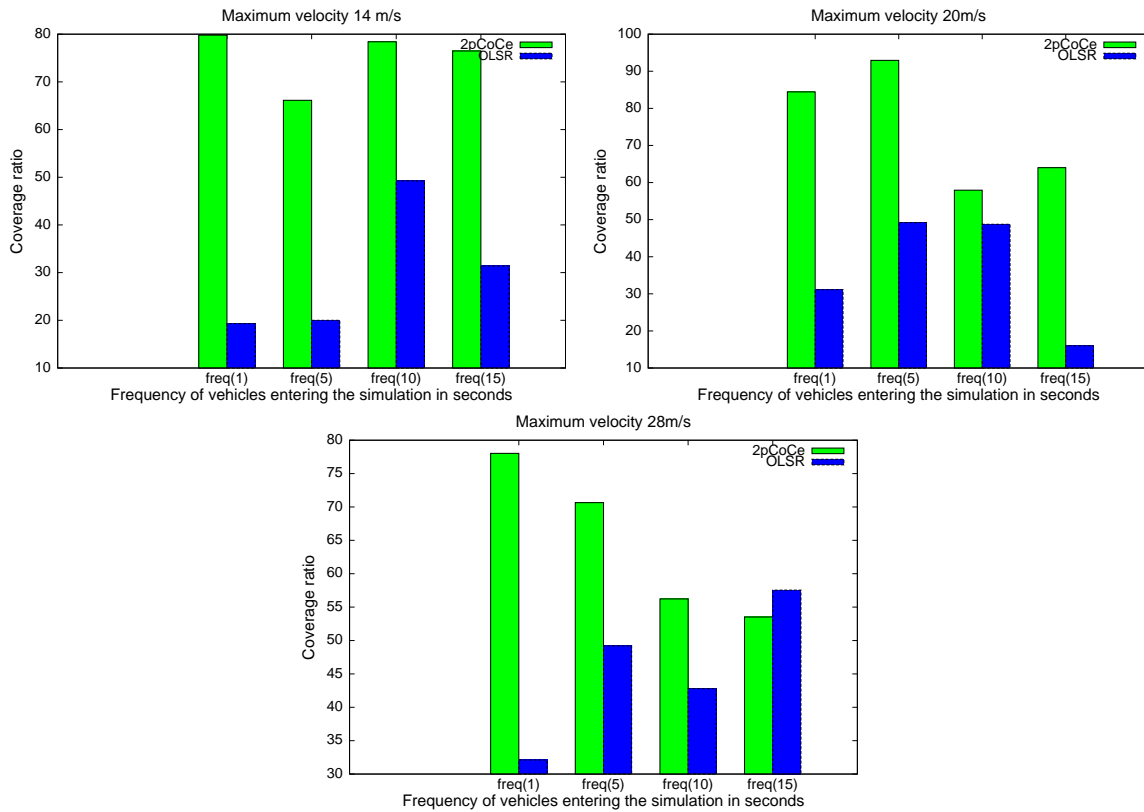 Maximum velocity 14 m/s
80
70
60
50
40
30
20
10
Coverage ratio
2pCoCe
OLSR
freq(1) freq(5) freq(10) freq(15)
Frequency of vehicles entering the simulation in seconds
Maximum velocity 20m/s
100
90
80
70
60
50
40
30
20
10
Coverage ratio
2pCoCe
OLSR
freq(1) freq(5) freq(10) freq(15)
Frequency of vehicles entering the simulation in seconds
Maximum velocity 28m/s
80
75
70
65
60
55
50
45
40
35
30
Coverage ratio
2pCoCe
OLSR
freq(1) freq(5) freq(10) freq(15)
Frequency of vehicles entering the simulation in seconds